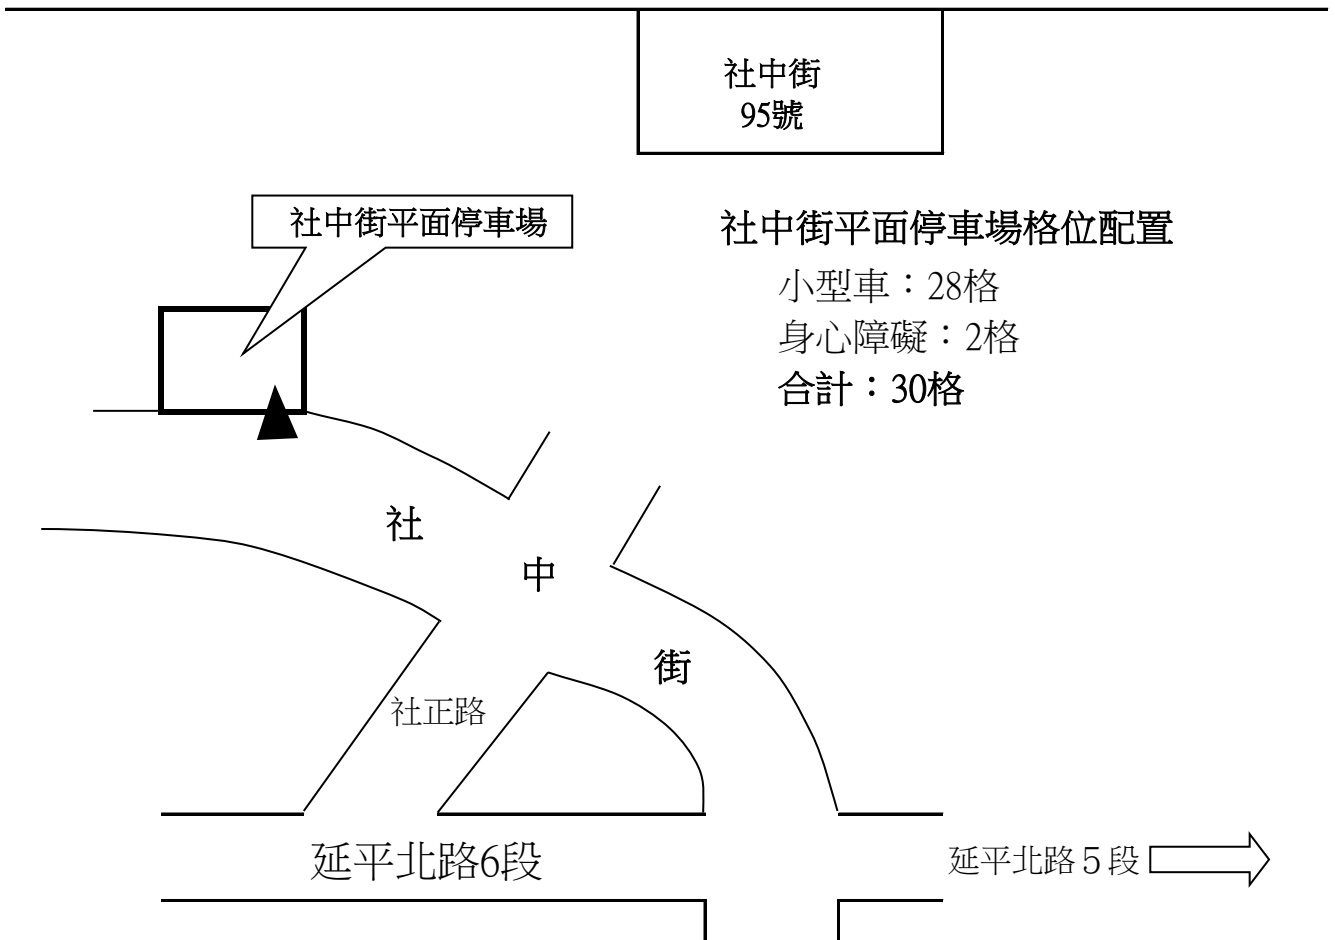 社中街
95號
社中街平面停車場
社中街平面停車場格位配置
小型車：28格
身心障礙：2格
合計：30格
社
中
街
社正路
延平北路6段
延平北路５段